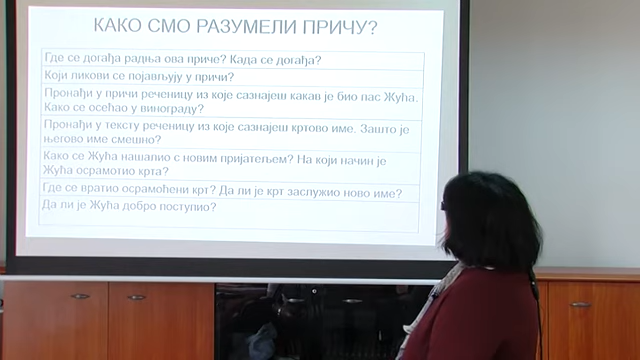 КАКО СМО РАЗУМЕЛИ ПРИЧУ?
Где се догађа радња ова приче? Када се догађа?
Који ликови се појављују у причи?
Пронађи у причи реченицу из које сазнајеш какав је био пас Жућа.
Како се осећао у винограду?
Пронађи у тексту реченицу из које сазнајеш кртово име. Зашто је
његово име смешно?
Како се Жућа нашалио с новим пријатељем? На који начин је
Жућа осрамотио крта?
Где се вратио осрамоћени крт? Да ли је крт заслужио ново име?
Да ли је Жућа добро поступио?